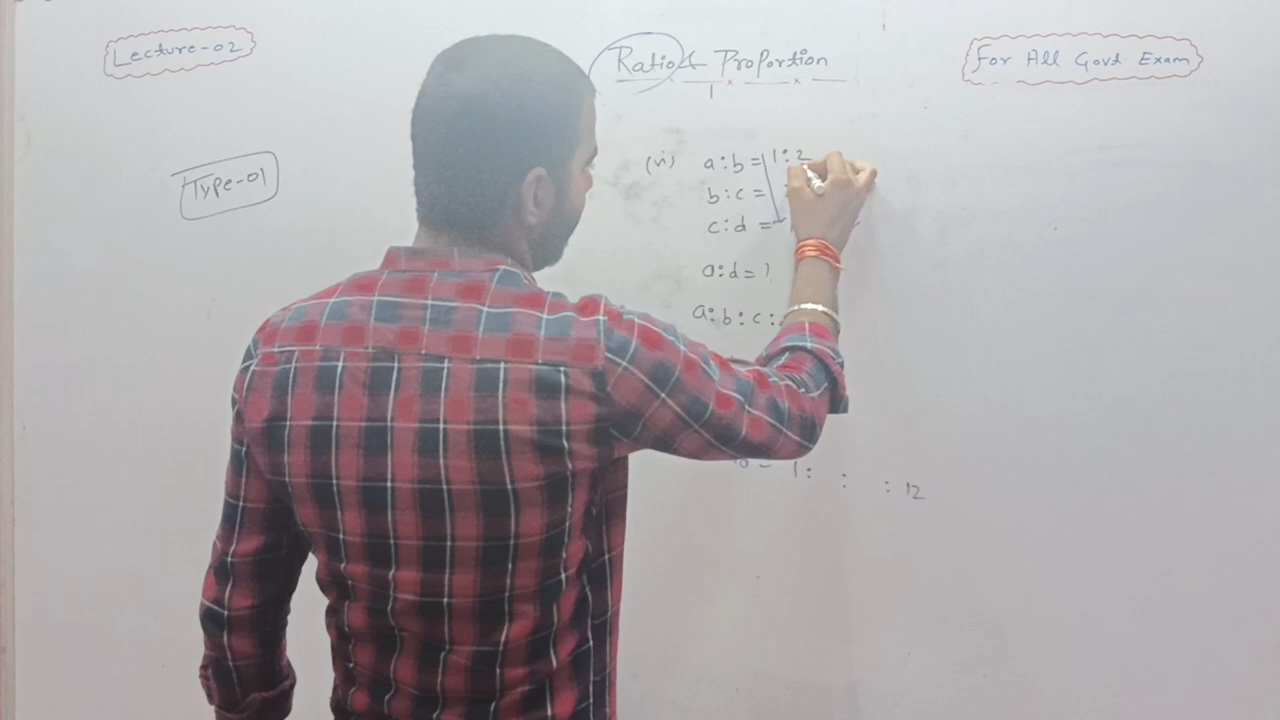 Lecture-02
Ratio & Proportion
For All Govt. Exam
Type-01
(vi) a:b = 1:2
b:c =
c:d =
a:d = 1
a:b:c:
1: : : 12